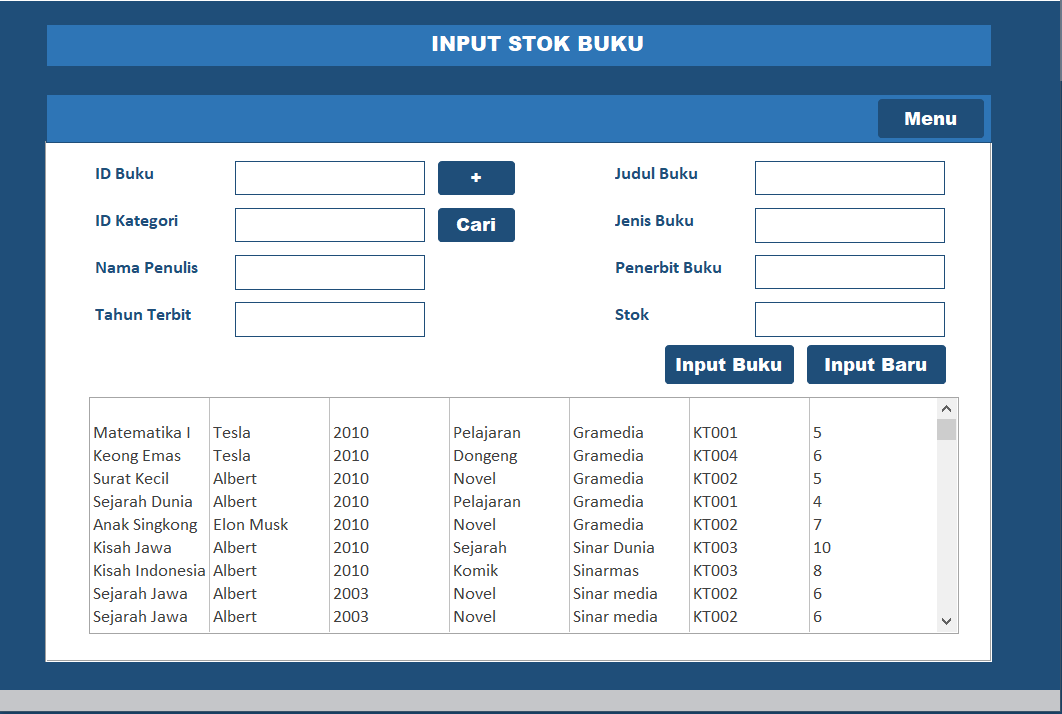 INPUT STOK BUKU
Menu
ID Buku + Judul Buku
ID Kategori Cari Jenis Buku
Nama Penulis Penerbit Buku
Tahun Terbit Stok
Input Buku Input Baru
Matematika I Tesla 2010 Pelajaran Gramedia KT001 5
Keong Emas Tesla 2010 Dongeng Gramedia KT004 6
Surat Kecil Albert 2010 Novel Gramedia KT002 5
Sejarah Dunia Albert 2010 Pelajaran Gramedia KT001 4
Anak Singkong Elon Musk 2010 Novel Gramedia KT002 7
Kisah Jawa Albert 2010 Sejarah Sinar Dunia KT003 10
Kisah Indonesia Albert 2010 Komik Sinarmas KT003 8
Sejarah Jawa Albert 2003 Novel Sinar media KT002 6
Sejarah Jawa Albert 2003 Novel Sinar media KT002 6